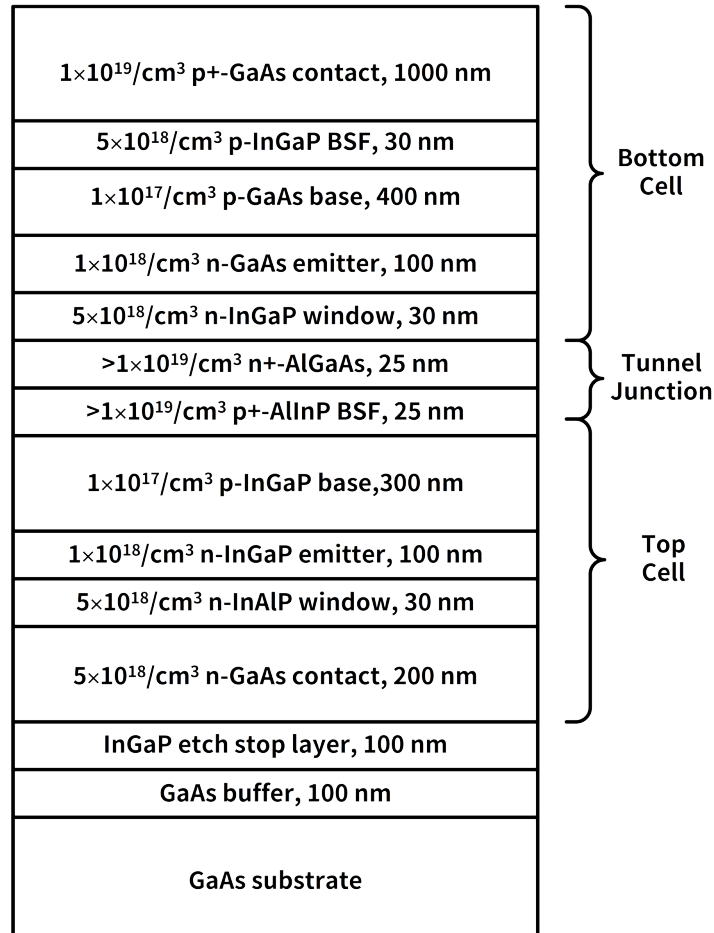 1×10¹⁹/cm³ p+-GaAs contact, 1000 nm
5×10¹⁸/cm³ p-InGaP BSF, 30 nm
1×10¹⁷/cm³ p-GaAs base, 400 nm
1×10¹⁸/cm³ n-GaAs emitter, 100 nm
5×10¹⁸/cm³ n-InGaP window, 30 nm
Bottom
Cell
>1×10¹⁹/cm³ n+-AlGaAs, 25 nm
>1×10¹⁹/cm³ p+-AlInP BSF, 25 nm
Tunnel
Junction
1×10¹⁷/cm³ p-InGaP base,300 nm
1×10¹⁸/cm³ n-InGaP emitter, 100 nm
5×10¹⁸/cm³ n-InAlP window, 30 nm
5×10¹⁸/cm³ n-GaAs contact, 200 nm
Top
Cell
InGaP etch stop layer, 100 nm
GaAs buffer, 100 nm
GaAs substrate